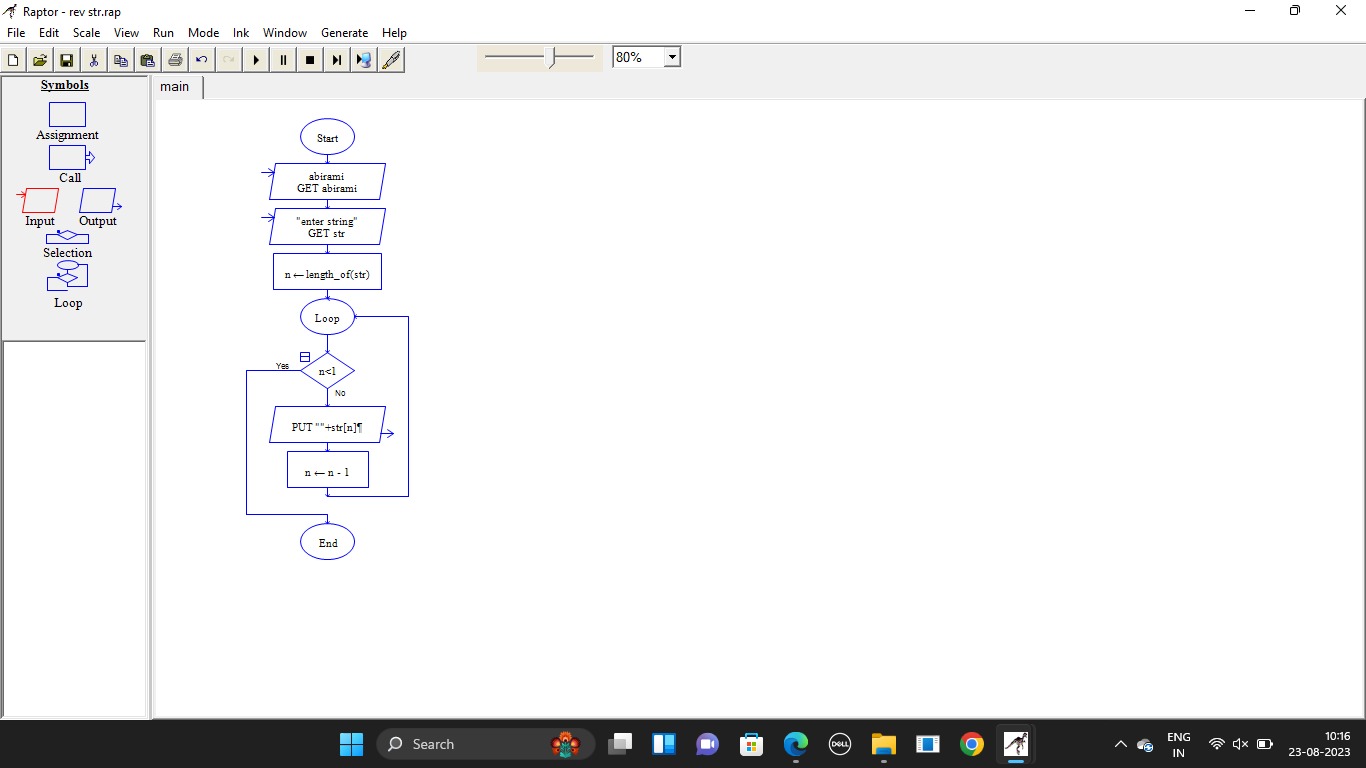 Raptor - rev str.rap
File Edit Scale View Run Mode Ink Window Generate Help
80%
Symbols
Assignment
Call
Input Output
Selection
Loop
main
Start
abirami
GET abirami
"enter string"
GET str
n ← length_of(str)
Loop
Yes
n<1
No
PUT ""+str[n]¶
n ← n - 1
End
Search
DELL
ENG
IN
10:16
23-08-2023